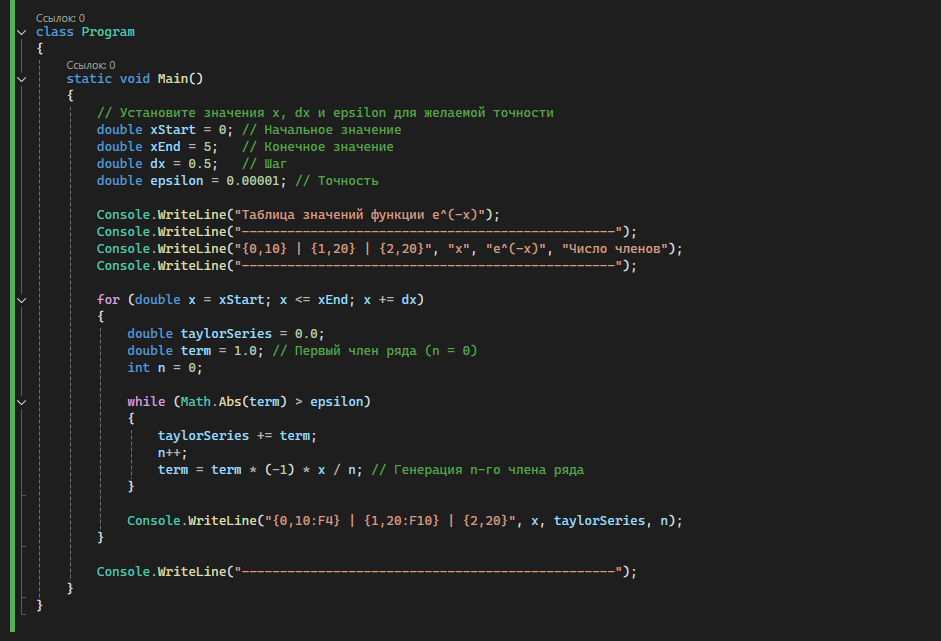 Ссылок: 0
class Program
{
Ссылок: 0
static void Main()
{
// Установите значения x, dx и epsilon для желаемой точности
double xStart = 0; // Начальное значение
double xEnd = 5;   // Конечное значение
double dx = 0.5;   // Шаг
double epsilon = 0.00001; // Точность
Console.WriteLine("Таблица значений функции e^(-x)");
Console.WriteLine("-------------------------------------------------");
Console.WriteLine("{0,10} | {1,20} | {2,20}", "x", "e^(-x)", "Число членов");
Console.WriteLine("-------------------------------------------------");
for (double x = xStart; x <= xEnd; x += dx)
{
double taylorSeries = 0.0;
double term = 1.0; // Первый член ряда (n = 0)
int n = 0;
while (Math.Abs(term) > epsilon)
{
taylorSeries += term;
n++;
term = term * (-1) * x / n; // Генерация n-го члена ряда
}
Console.WriteLine("{0,10:F4} | {1,20:F10} | {2,20}", x, taylorSeries, n);
}
Console.WriteLine("-------------------------------------------------");
}
}